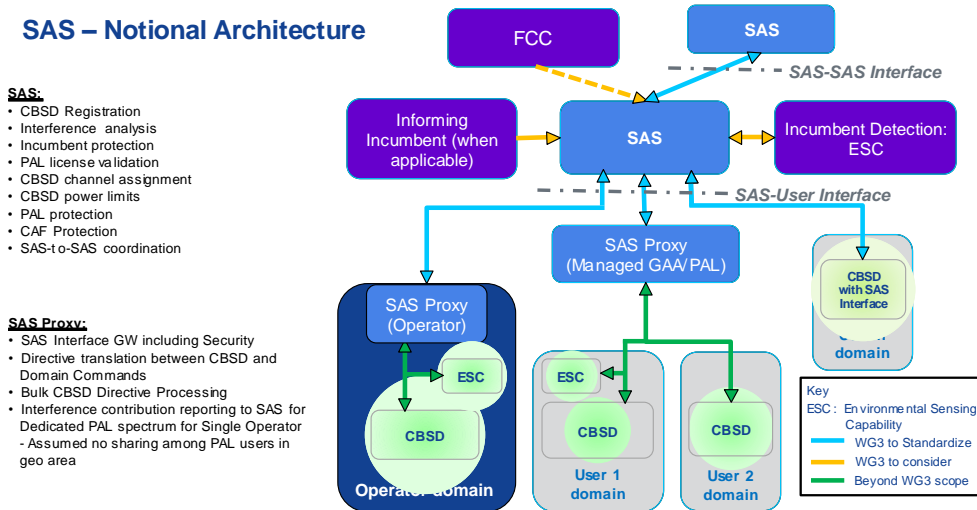 SAS – Notional Architecture
SAS:
• CBSD Registration
• Interference analysis
• Incumbent protection
• PAL license validation
• CBSD channel assignment
• CBSD power limits
• PAL protection
• CAF Protection
• SAS-to-SAS coordination
SAS Proxy:
• SAS Interface GW including Security
• Directive translation between CBSD and
Domain Commands
• Bulk CBSD Directive Processing
• Interference contribution reporting to SAS for
Dedicated PAL spectrum for Single Operator
- Assumed no sharing among PAL users in
geo area
FCC
SAS
SAS-SAS Interface
Informing
Incumbent (when
applicable)
SAS
Incumbent Detection:
ESC
SAS-User Interface
SAS Proxy
(Managed GAA/PAL)
CBSD
with SAS
Interface
domain
SAS Proxy
(Operator)
ESC
CBSD
Operator domain
ESC
CBSD
User 1
domain
CBSD
User 2
domain
Key
ESC: Environmental Sensing
Capability
WG3 to Standardize
WG3 to consider
Beyond WG3 scope